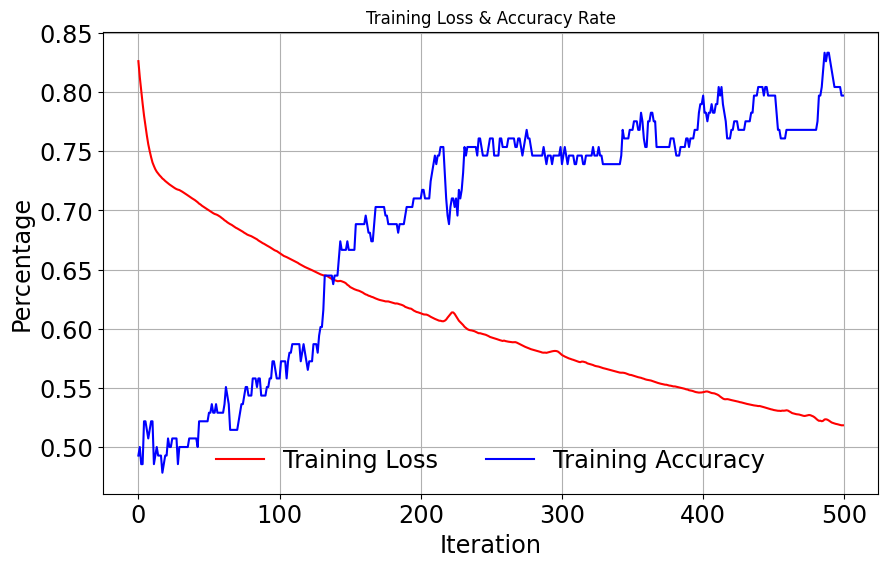 Training Loss & Accuracy Rate
0.85
0.80
0.75
0.70
0.65
0.60
0.55
0.50
Percentage
Training Loss
Training Accuracy
0
100
200
300
400
500
Iteration